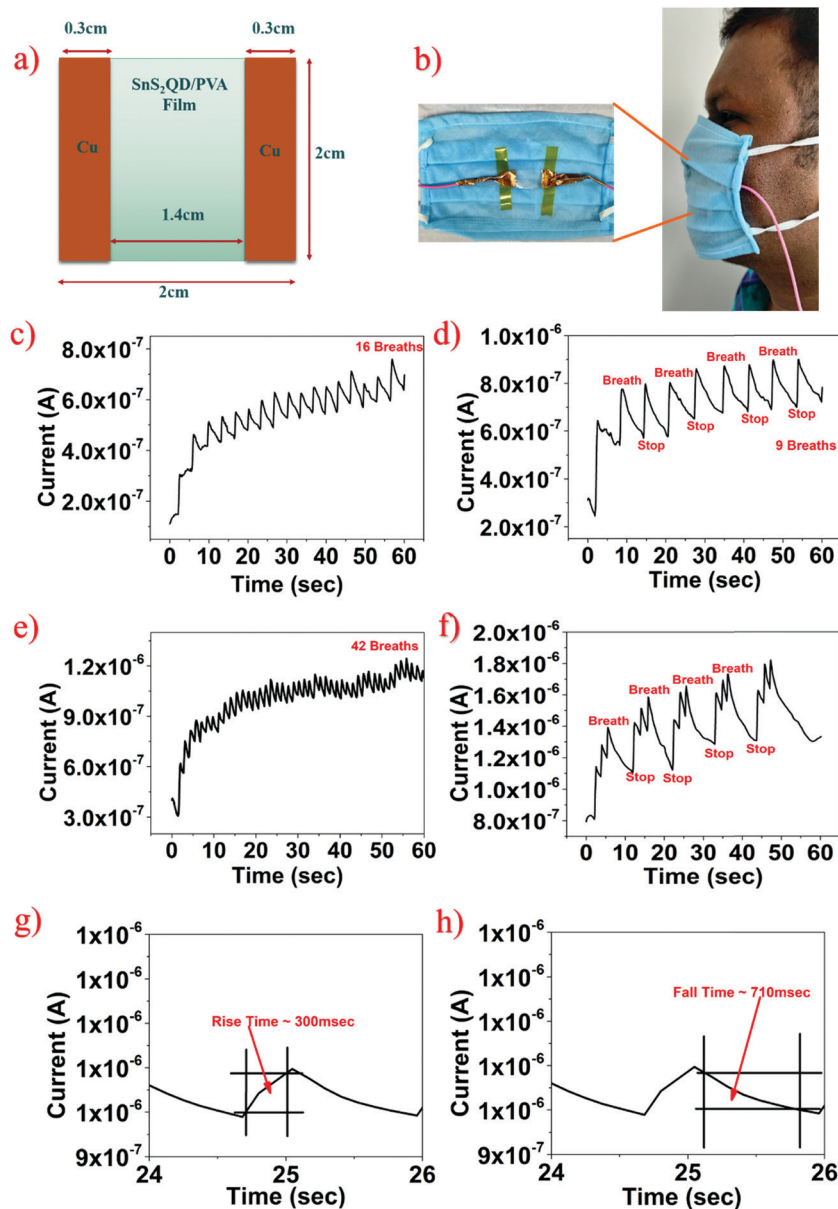 a)
0.3cm
0.3cm
SnS₂QD/PVA
Film
Cu
Cu
2cm
1.4cm
2cm
b)
c)
Current (A)
8.0x10⁻⁷
6.0x10⁻⁷
4.0x10⁻⁷
2.0x10⁻⁷
16 Breaths
0 10 20 30 40 50 60
Time (sec)
d)
Current (A)
1.0x10⁻⁶
8.0x10⁻⁷
6.0x10⁻⁷
4.0x10⁻⁷
2.0x10⁻⁷
Breath Breath Breath Breath
Stop Stop Stop Stop
9 Breaths
0 10 20 30 40 50 60
Time (sec)
e)
Current (A)
1.2x10⁻⁶
9.0x10⁻⁷
6.0x10⁻⁷
3.0x10⁻⁷
42 Breaths
0 10 20 30 40 50 60
Time (sec)
f)
Current (A)
2.0x10⁻⁶
1.8x10⁻⁶
1.6x10⁻⁶
1.4x10⁻⁶
1.2x10⁻⁶
1.0x10⁻⁶
8.0x10⁻⁷
Breath Breath Breath Breath
Stop Stop Stop Stop
0 10 20 30 40 50 60
Time (sec)
g)
Current (A)
1x10⁻⁶
1x10⁻⁶
1x10⁻⁶
1x10⁻⁶
1x10⁻⁶
9x10⁻⁷
Rise Time ~ 300msec
24 25 26
Time (sec)
h)
Current (A)
1x10⁻⁶
1x10⁻⁶
1x10⁻⁶
1x10⁻⁶
1x10⁻⁶
9x10⁻⁷
Fall Time ~ 710msec
24 25 26
Time (sec)